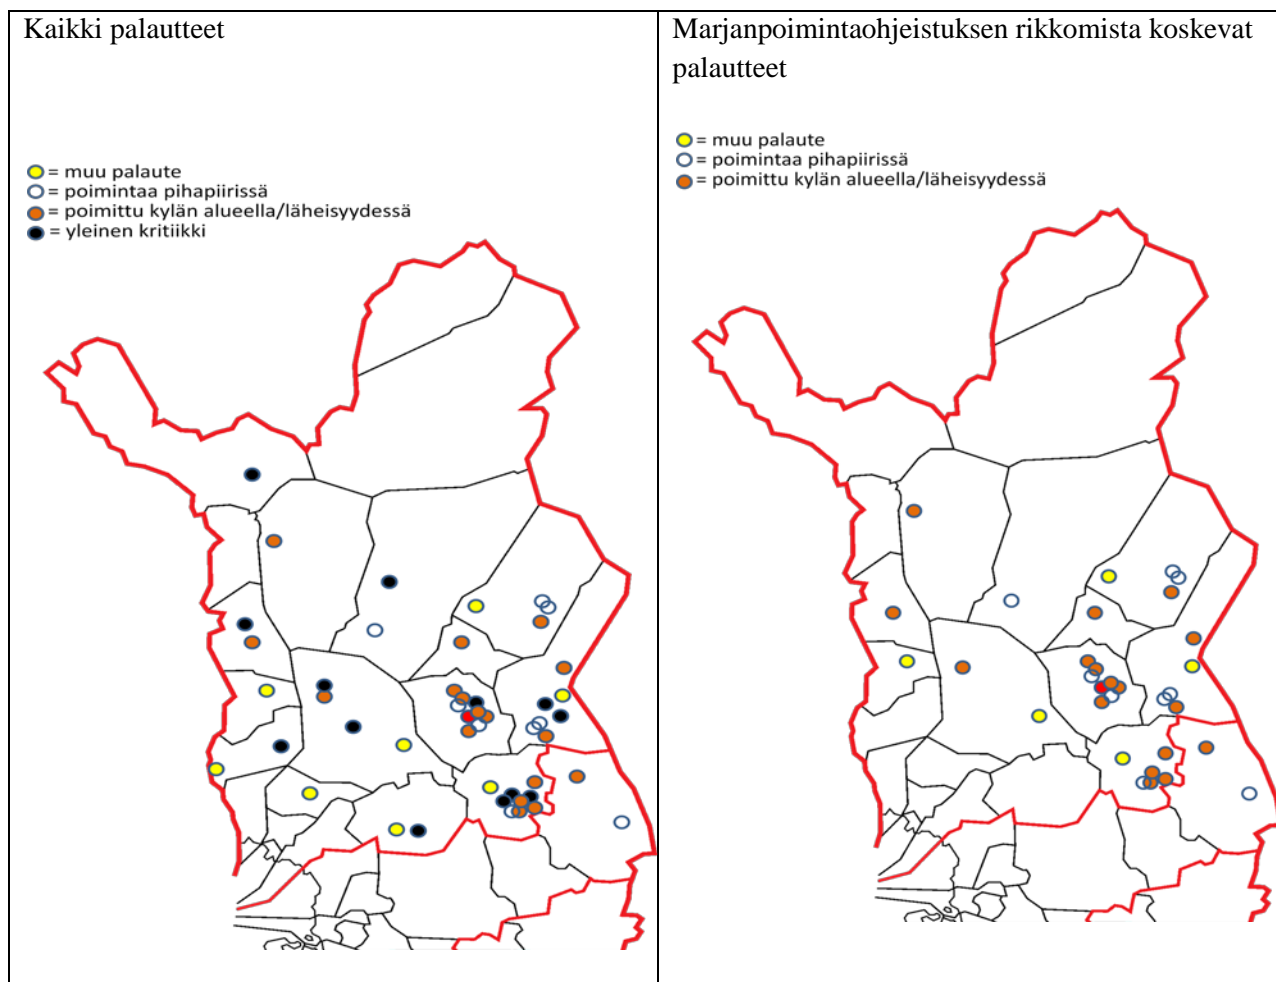 Kaikki palautteet
= muu palaute
= poimintaa pihapiirissä
= poimittu kylän alueella/läheisyydessä
= yleinen kritiikki
Marjanpoimintaohjeistuksen rikkomista koskevat
palautteet
= muu palaute
= poimintaa pihapiirissä
= poimittu kylän alueella/läheisyydessä